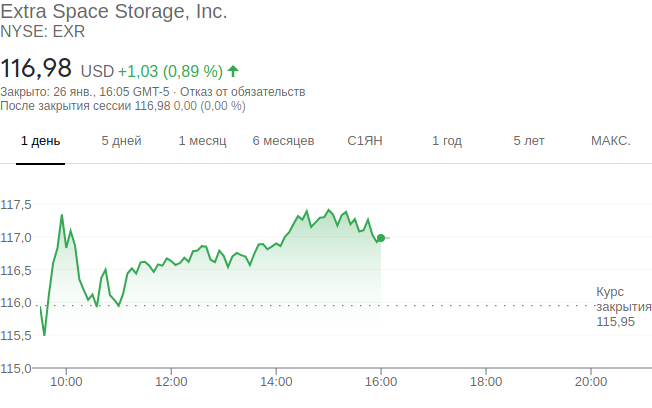 Extra Space Storage, Inc.
NYSE: EXR
116,98 USD +1,03 (0,89 %)
Закрыто: 26 янв., 16:05 GMT-5 · Отказ от обязательств
После закрытия сессии 116,98 0,00 (0,00 %)
1 день 5 дней 1 месяц 6 месяцев С1ЯН 1 год 5 лет МАКС.
117,5
117,0
116,5
116,0
115,5
115,0
Курс
закрытия
115,95
10:00 12:00 14:00 16:00 18:00 20:00